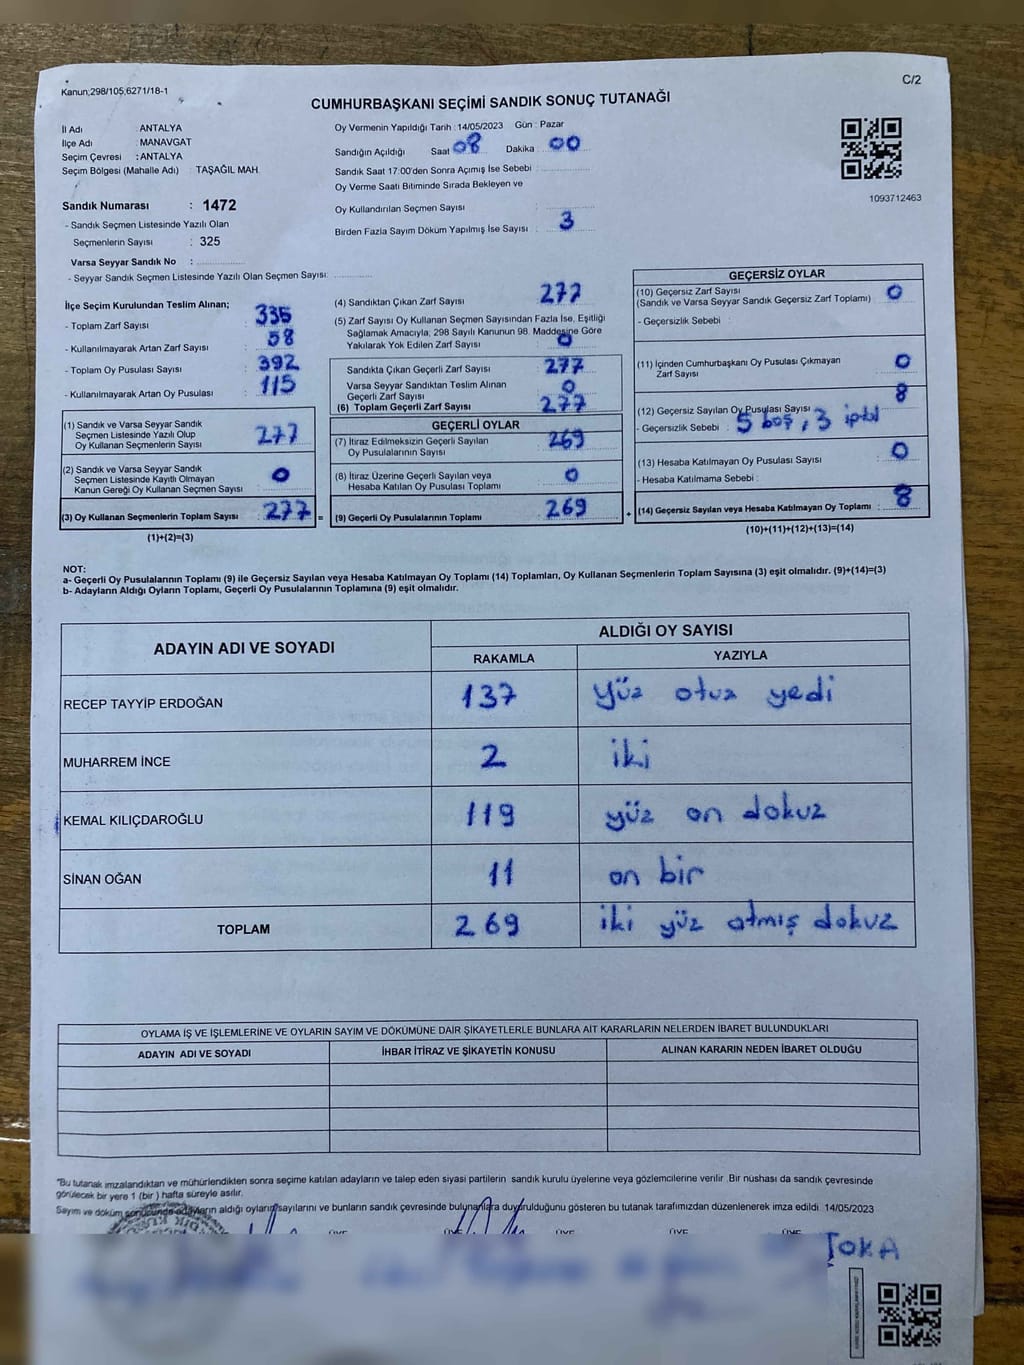 Kanun;298/105,6271/18-1
C/2
CUMHURBAŞKANI SEÇİMİ SANDIK SONUÇ TUTANAĞI
İl Adı : ANTALYA
İlçe Adı : MANAVGAT
Seçim Çevresi : ANTALYA
Seçim Bölgesi (Mahalle Adı) : TAŞAĞIL MAH
Oy Vermenin Yapıldığı Tarih : 14/05/2023 Gün : Pazar
Sandığın Açıldığı Saat 08 Dakika : 00
Sandık Saat 17:00'den Sonra Açımış İse Sebebi :
Oy Verme Saati Bitiminde Sırada Bekleyen ve
Oy Kullandırılan Seçmen Sayısı
Birden Fazla Sayım Döküm Yapılmış İse Sayısı : 3
1093712463
Sandık Numarası : 1472
- Sandık Seçmen Listesinde Yazılı Olan
Seçmenlerin Sayısı : 325
Varsa Seyyar Sandık No :
- Seyyar Sandık Seçmen Listesinde Yazılı Olan Seçmen Sayısı:
İlçe Seçim Kurulundan Teslim Alınan;
- Toplam Zarf Sayısı : 335
- Kullanılmayarak Artan Zarf Sayısı : 58
- Toplam Oy Pusulası Sayısı : 392
- Kullanılmayarak Artan Oy Pusulası : 115
(1) Sandık ve Varsa Seyyar Sandık
Seçmen Listesinde Yazılı Olup
Oy Kullanan Seçmenlerin Sayısı : 277
(2) Sandık ve Varsa Seyyar Sandık
Seçmen Listesinde Kayıtlı Olmayan
Kanun Gereği Oy Kullanan Seçmen Sayısı : 0
(3) Oy Kullanan Seçmenlerin Toplam Sayısı : 277 =
(1)+(2)=(3)
(4) Sandıktan Çıkan Zarf Sayısı : 277
(5) Zarf Sayısı Oy Kullanan Seçmen Sayısından Fazla İse, Eşitliği
Sağlamak Amacıyla, 298 Sayılı Kanunun 98. Maddesine Göre
Yakılarak Yok Edilen Zarf Sayısı : 0
Sandıkta Çıkan Geçerli Zarf Sayısı : 277
Varsa Seyyar Sandıktan Teslim Alınan
Geçerli Zarf Sayısı : 0
(6) Toplam Geçerli Zarf Sayısı : 277
GEÇERLİ OYLAR
(7) İtiraz Edilmeksizin Geçerli Sayılan
Oy Pusulalarının Sayısı : 269
(8) İtiraz Üzerine Geçerli Sayılan veya
Hesaba Katılan Oy Pusulası Toplamı : 0
(9) Geçerli Oy Pusulalarının Toplamı : 269 +
GEÇERSİZ OYLAR
(10) Geçersiz Zarf Sayısı : 0
(Sandık ve Varsa Seyyar Sandık Geçersiz Zarf Toplamı)
- Geçersizlik Sebebi :
(11) İçinden Cumhurbaşkanı Oy Pusulası Çıkmayan
Zarf Sayısı : 0
(12) Geçersiz Sayılan Oy Pusulası Sayısı : 8
- Geçersizlik Sebebi : 5 boş, 3 iptal
(13) Hesaba Katılmayan Oy Pusulası Sayısı : 0
- Hesaba Katılmama Sebebi :
(14) Geçersiz Sayılan veya Hesaba Katılmayan Oy Toplamı : 8
(10)+(11)+(12)+(13)=(14)
NOT:
a- Geçerli Oy Pusulalarının Toplamı (9) ile Geçersiz Sayılan veya Hesaba Katılmayan Oy Toplamı (14) Toplamları, Oy Kullanan Seçmenlerin Toplam Sayısına (3) eşit olmalıdır. (9)+(14)=(3)
b- Adayların Aldığı Oyların Toplamı, Geçerli Oy Pusulalarının Toplamına (9) eşit olmalıdır.
ADAYIN ADI VE SOYADI ALDIĞI OY SAYISI
RAKAMLA YAZIYLA
RECEP TAYYİP ERDOĞAN 137 yüz otuz yedi
MUHARREM İNCE 2 iki
KEMAL KILIÇDAROĞLU 119 yüz on dokuz
SİNAN OĞAN 11 on bir
TOPLAM 269 iki yüz atmış dokuz
OYLAMA İŞ VE İŞLEMLERİNE VE OYLARIN SAYIM VE DÖKÜMÜNE DAİR ŞİKAYETLERLE BUNLARA AİT KARARLARIN NELERDEN İBARET BULUNDUKLARI
ADAYIN ADI VE SOYADI İHBAR İTİRAZ VE ŞİKAYETİN KONUSU ALINAN KARARIN NEDEN İBARET OLDUĞU
"Bu tutanak imzalandıktan ve mühürlendikten sonra seçime katılan adayların ve talep eden siyasi partilerin sandık kurulu üyelerine veya gözlemcilerine verilir. Bir nüshası da sandık çevresinde
görülecek bir yere 1 (bir ) hafta süreyle asılır.
Sayım ve döküm sonucunda adayların aldığı oyların sayılarını ve bunların sandık çevresinde bulunanlara duyurulduğunu gösteren bu tutanak tarafımızdan düzenlenerek imza edildi. 14/05/2023
ÜYE ÜYE ÜYE ÜYE
TOKA